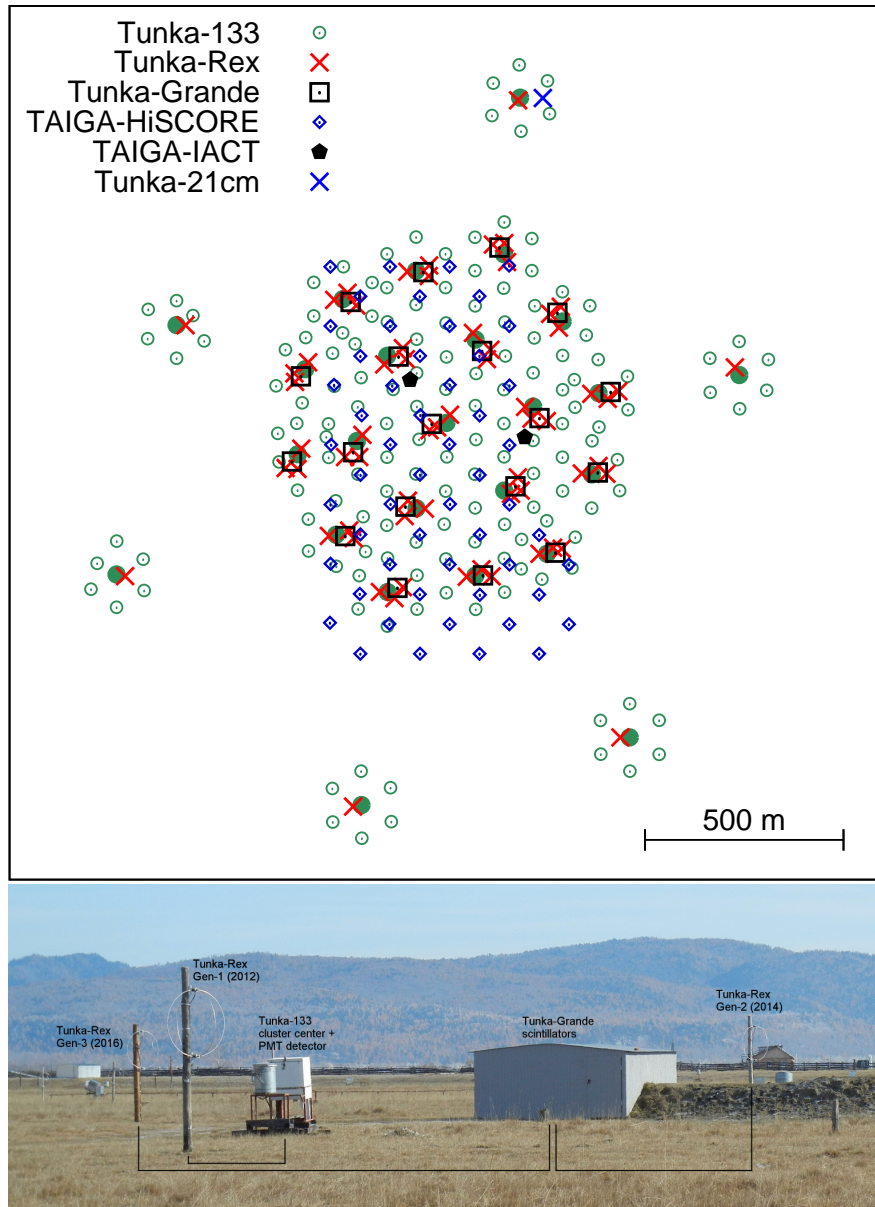 Tunka-133
Tunka-Rex
Tunka-Grande
TAIGA-HiSCORE
TAIGA-IACT
Tunka-21cm
500 m
Tunka-Rex
Gen-1 (2012)
Tunka-Rex
Gen-3 (2016)
Tunka-133
cluster center +
PMT detector
Tunka-Grande
scintillators
Tunka-Rex
Gen-2 (2014)